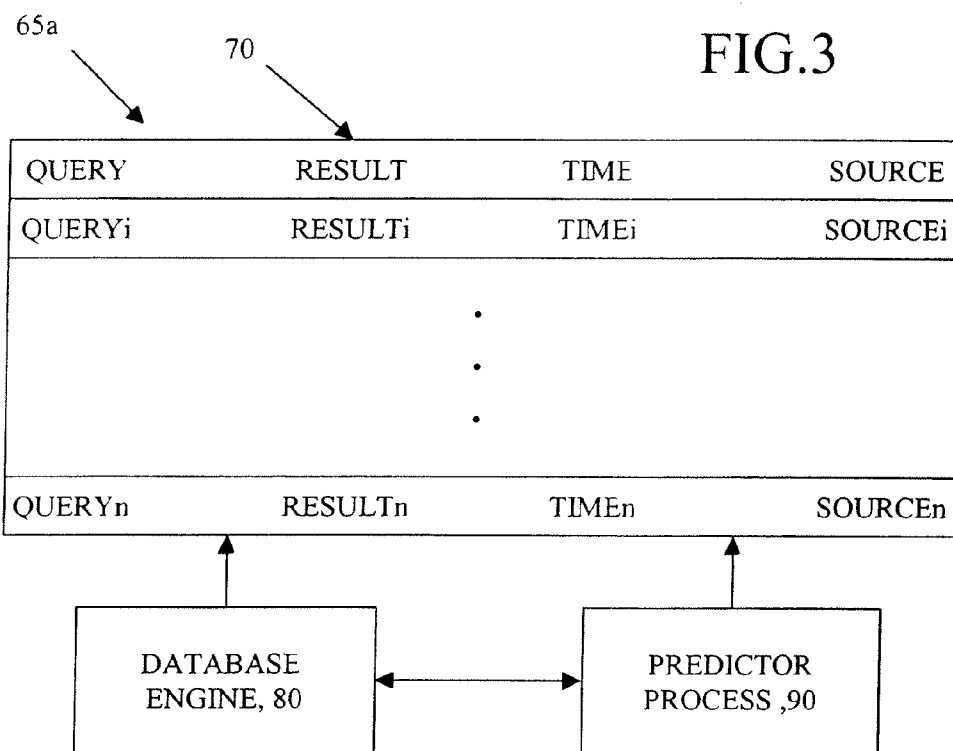 FIG.3
65a
70
QUERY RESULT TIME SOURCE
QUERYi RESULTi TIMEi SOURCEi
QUERYn RESULTn TIMEn SOURCEn
DATABASE
ENGINE, 80
PREDICTOR
PROCESS ,90